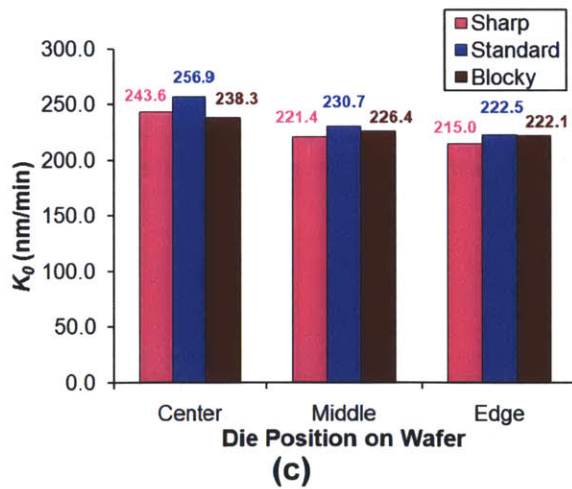 Sharp
Standard
Blocky
300.0
250.0
200.0
150.0
100.0
50.0
0.0
K0 (nm/min)
243.6
256.9
238.3
221.4
230.7
226.4
215.0
222.5
222.1
Center Middle Edge
Die Position on Wafer
(c)